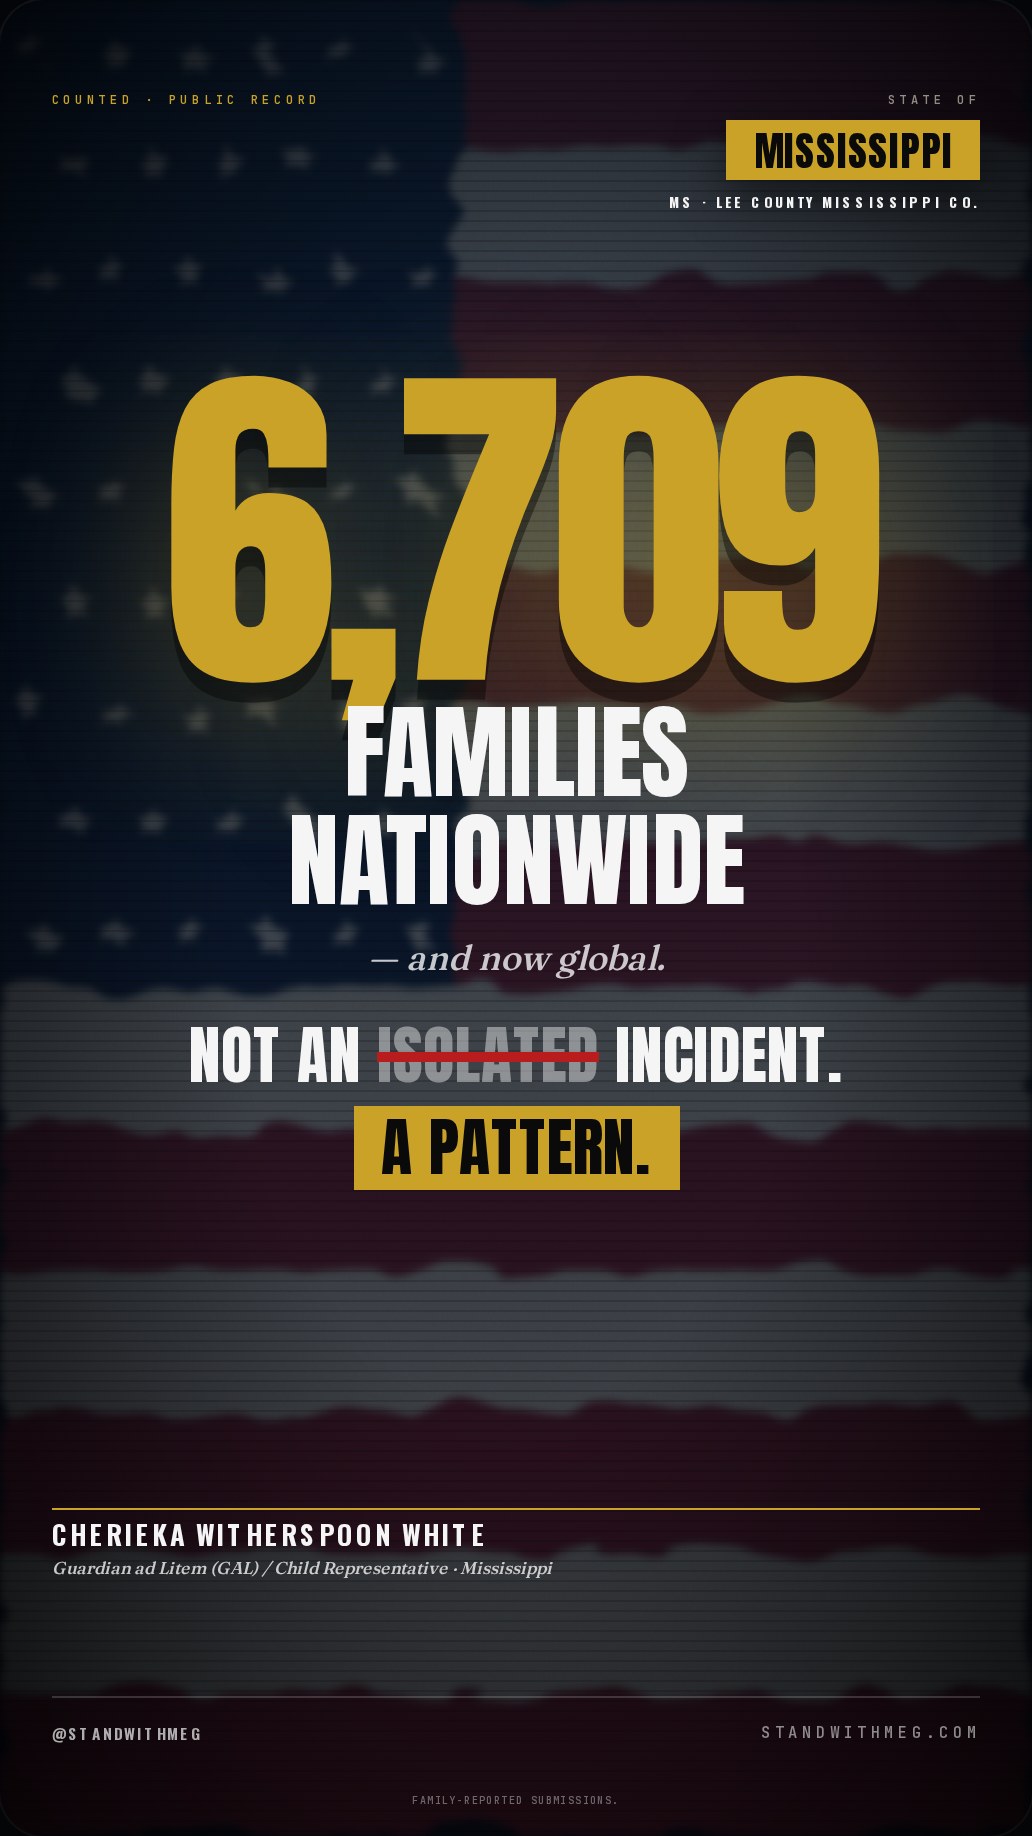 COUNTED · PUBLIC RECORD
STATE OF
MISSISSIPPI
MS · LEE COUNTY MISSISSIPPI CO.
6,709
FAMILIES
NATIONWIDE
— and now global.
NOT AN ISOLATED INCIDENT.
A PATTERN.
CHERIEKA WITHERSPOON WHITE
Guardian ad Litem (GAL) / Child Representative · Mississippi
@STANDWITHMEG
STANDWITHMEG.COM
FAMILY-REPORTED SUBMISSIONS.